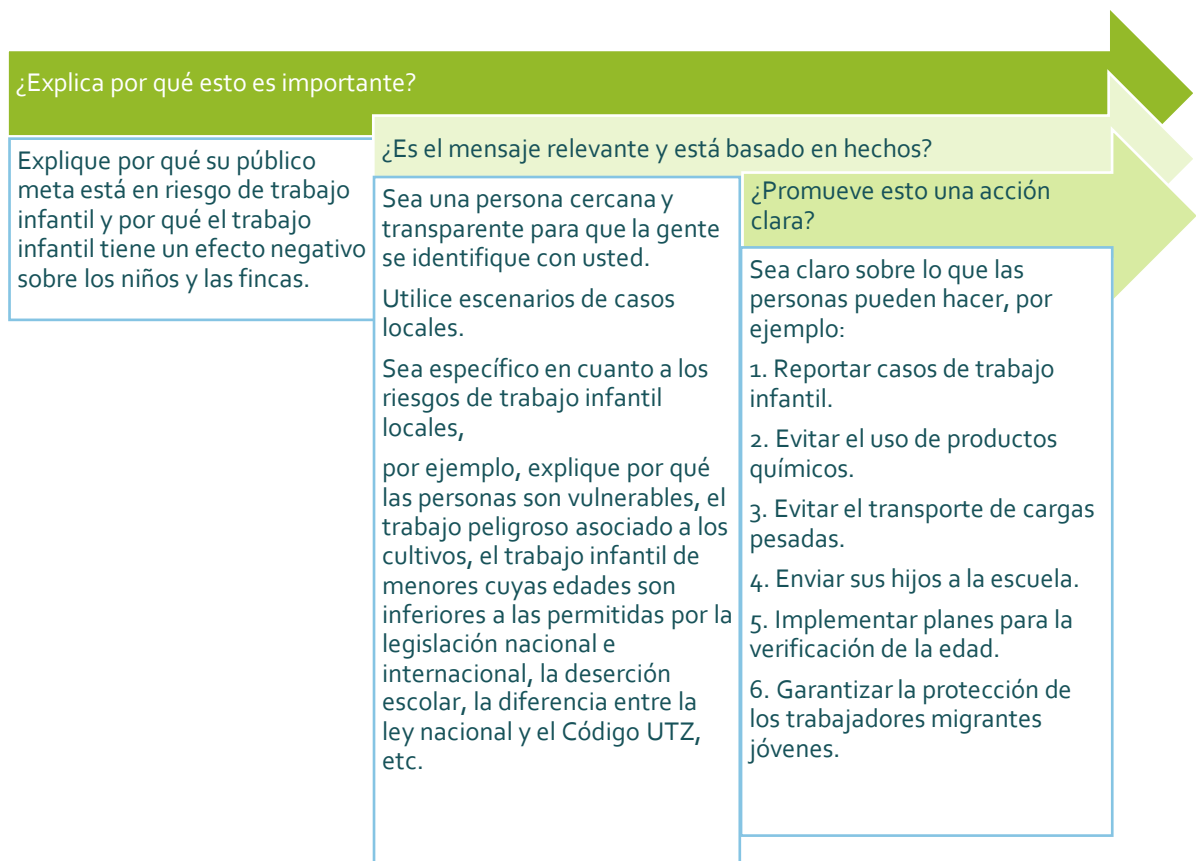 ¿Explica por qué esto es importante?
Explique por qué su público
meta está en riesgo de trabajo
infantil y por qué el trabajo
infantil tiene un efecto negativo
sobre los niños y las fincas.
¿Es el mensaje relevante y está basado en hechos?
Sea una persona cercana y
transparente para que la gente
se identifique con usted.
Utilice escenarios de casos
locales.
Sea específico en cuanto a los
riesgos de trabajo infantil
locales,
por ejemplo, explique por qué
las personas son vulnerables, el
trabajo peligroso asociado a los
cultivos, el trabajo infantil de
menores cuyas edades son
inferiores a las permitidas por la
legislación nacional e
internacional, la deserción
escolar, la diferencia entre la
ley nacional y el Código UTZ,
etc.
¿Promueve esto una acción
clara?
Sea claro sobre lo que las
personas pueden hacer, por
ejemplo:
1. Reportar casos de trabajo
infantil.
2. Evitar el uso de productos
químicos.
3. Evitar el transporte de cargas
pesadas.
4. Enviar sus hijos a la escuela.
5. Implementar planes para la
verificación de la edad.
6. Garantizar la protección de
los trabajadores migrantes
jóvenes.